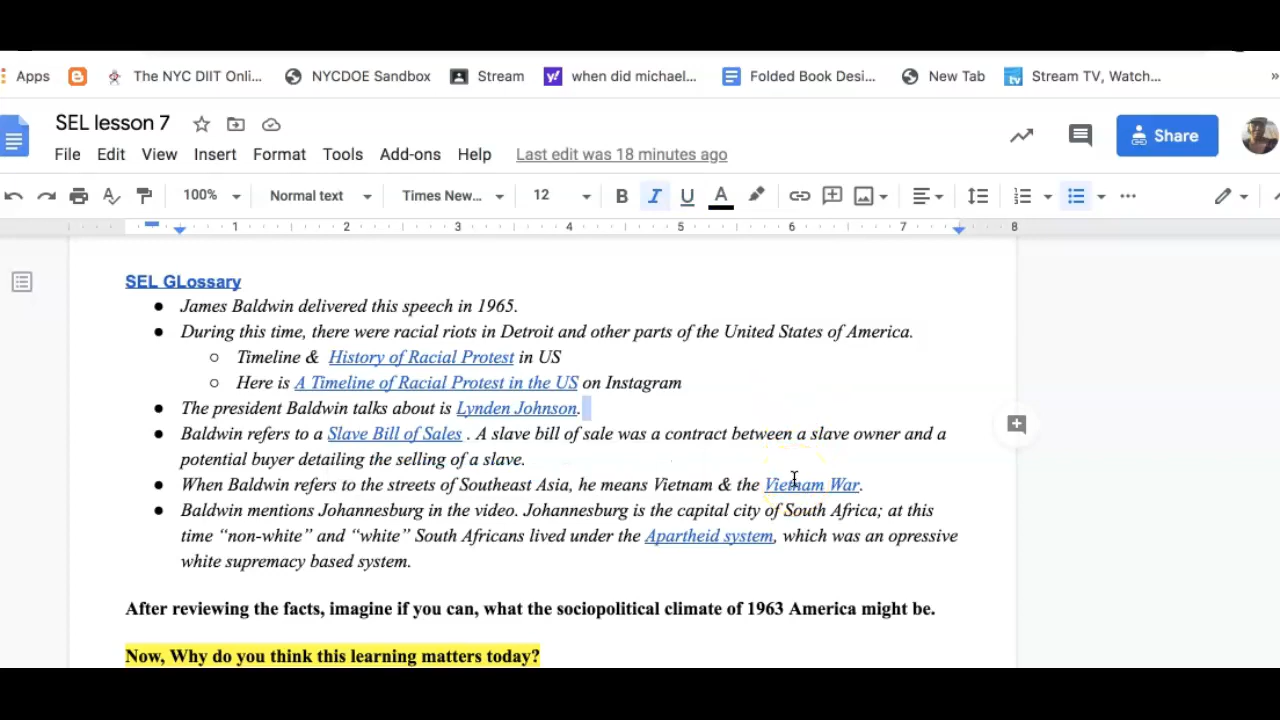 Apps The NYC DIIT Onli... NYCDOE Sandbox Stream when did michael... Folded Book Desi... New Tab Stream TV, Watch... »
SEL lesson 7
File Edit View Insert Format Tools Add-ons Help Last edit was 18 minutes ago
Share
100% Normal text Times New... 12 B I U A
1 2 3 4 5 6 7 8
SEL GLossary
● James Baldwin delivered this speech in 1965.
● During this time, there were racial riots in Detroit and other parts of the United States of America.
○ Timeline & History of Racial Protest in US
○ Here is A Timeline of Racial Protest in the US on Instagram
● The president Baldwin talks about is Lynden Johnson.
● Baldwin refers to a Slave Bill of Sales . A slave bill of sale was a contract between a slave owner and a
potential buyer detailing the selling of a slave.
● When Baldwin refers to the streets of Southeast Asia, he means Vietnam & the Vietnam War.
● Baldwin mentions Johannesburg in the video. Johannesburg is the capital city of South Africa; at this
time “non-white” and “white” South Africans lived under the Apartheid system, which was an opressive
white supremacy based system.
After reviewing the facts, imagine if you can, what the sociopolitical climate of 1963 America might be.
Now, Why do you think this learning matters today?